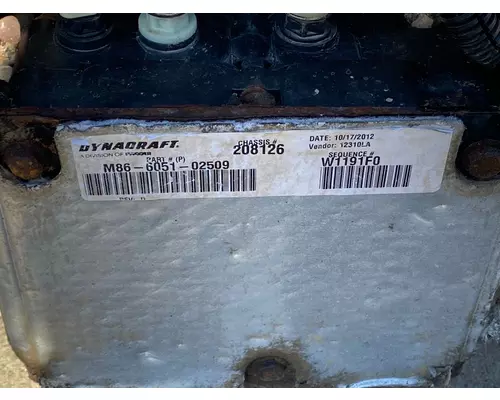 DYNACRAFT.
A DIVISION OF PACCAR
PART # (P)
M86-6051-02509
CHASSIS #
208126
DATE: 10/17/2012
Vendor: 12310LA
SEQUENCE #
W1191F0